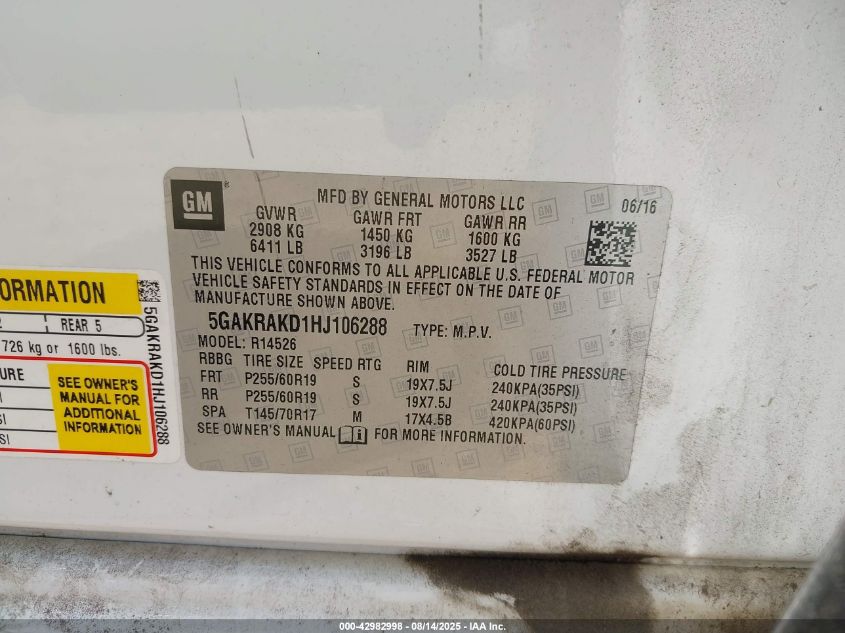 GM
MFD BY GENERAL MOTORS LLC
06/16
GVWR GAWR FRT GAWR RR
2908 KG 1450 KG 1600 KG
6411 LB 3196 LB 3527 LB
THIS VEHICLE CONFORMS TO ALL APPLICABLE U.S. FEDERAL MOTOR
VEHICLE SAFETY STANDARDS IN EFFECT ON THE DATE OF
MANUFACTURE SHOWN ABOVE.
5GAKRAKD1HJ106288 TYPE: M.P.V.
MODEL: R14526
RBBG TIRE SIZE SPEED RTG RIM COLD TIRE PRESSURE
FRT P255/60R19 S 19X7.5J 240KPA(35PSI)
RR P255/60R19 S 19X7.5J 240KPA(35PSI)
SPA T145/70R17 M 17X4.5B 420KPA(60PSI)
SEE OWNER'S MANUAL FOR MORE INFORMATION.
ORMATION
2 REAR 5
726 kg or 1600 lbs.
URE
SEE OWNER'S
MANUAL FOR
ADDITIONAL
INFORMATION
SI
5GAKRAKD1HJ106288
000-42982998 - 08/14/2025 - IAA Inc.